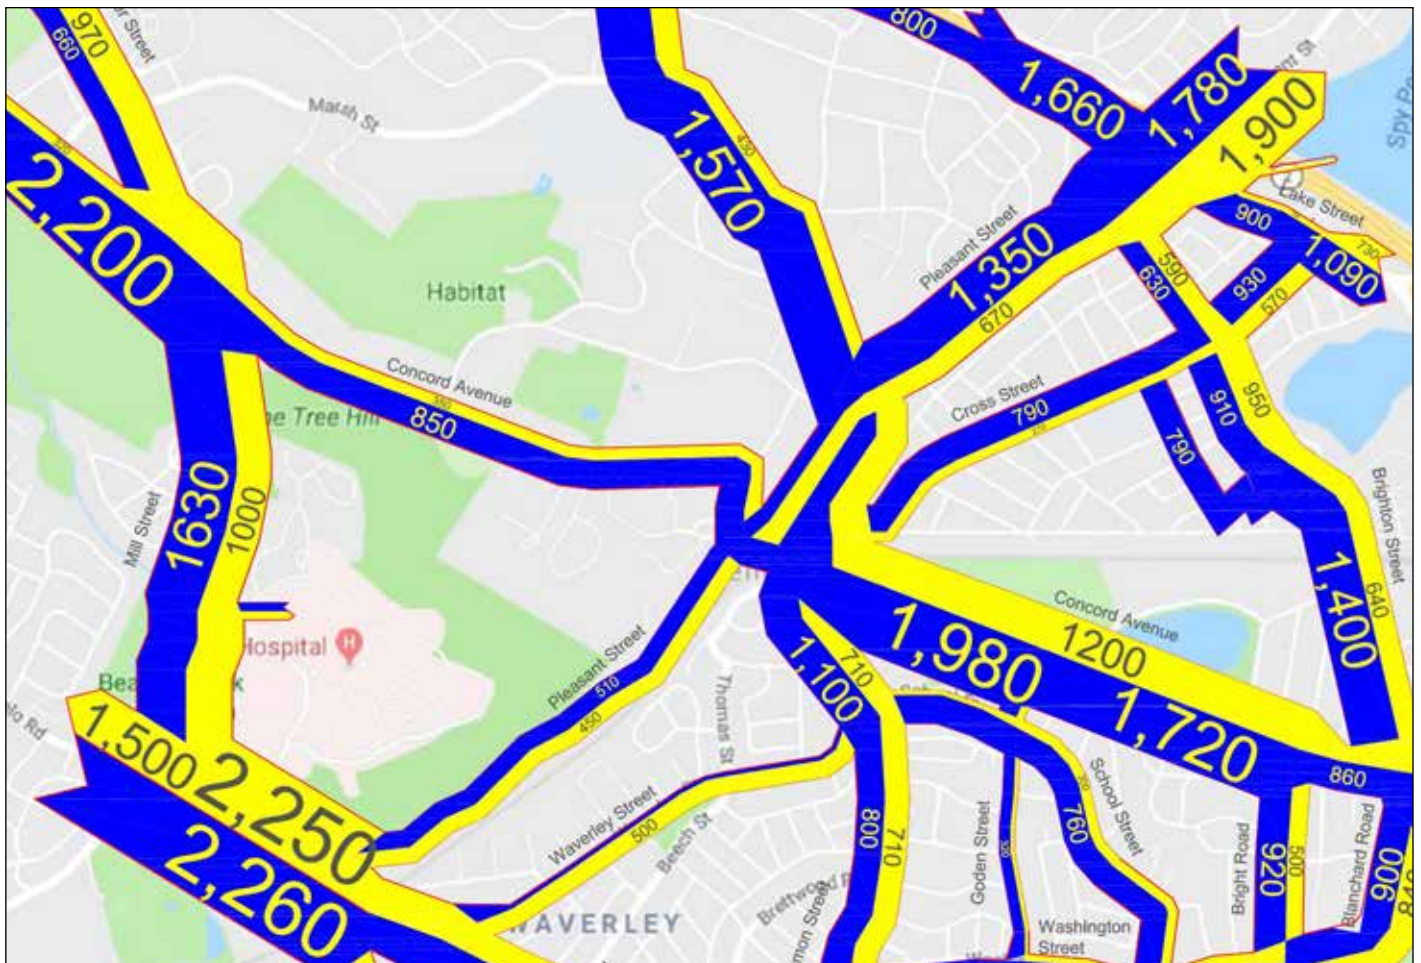 970
660
Marsh St
2,200
1,570
430
800
1,660
1,780
1,900
Lake Street
900
1,090
730
Pleasant Street
1,350
670
590
630
930
570
Habitat
Concord Avenue
850
Cross Street
790
910
950
790
Mill Street
1630
1000
Brighton Street
1,400
640
Hospital
H
Pleasant Street
510
450
Concord Avenue
1200
1,980
1,720
860
1,100
710
Thomas St
1,500
2,250
2,260
Waverley Street
500
Beech St
800
710
Goden Street
760
School Street
Bright Road
920
500
Blanchard Road
900
Washington
Street